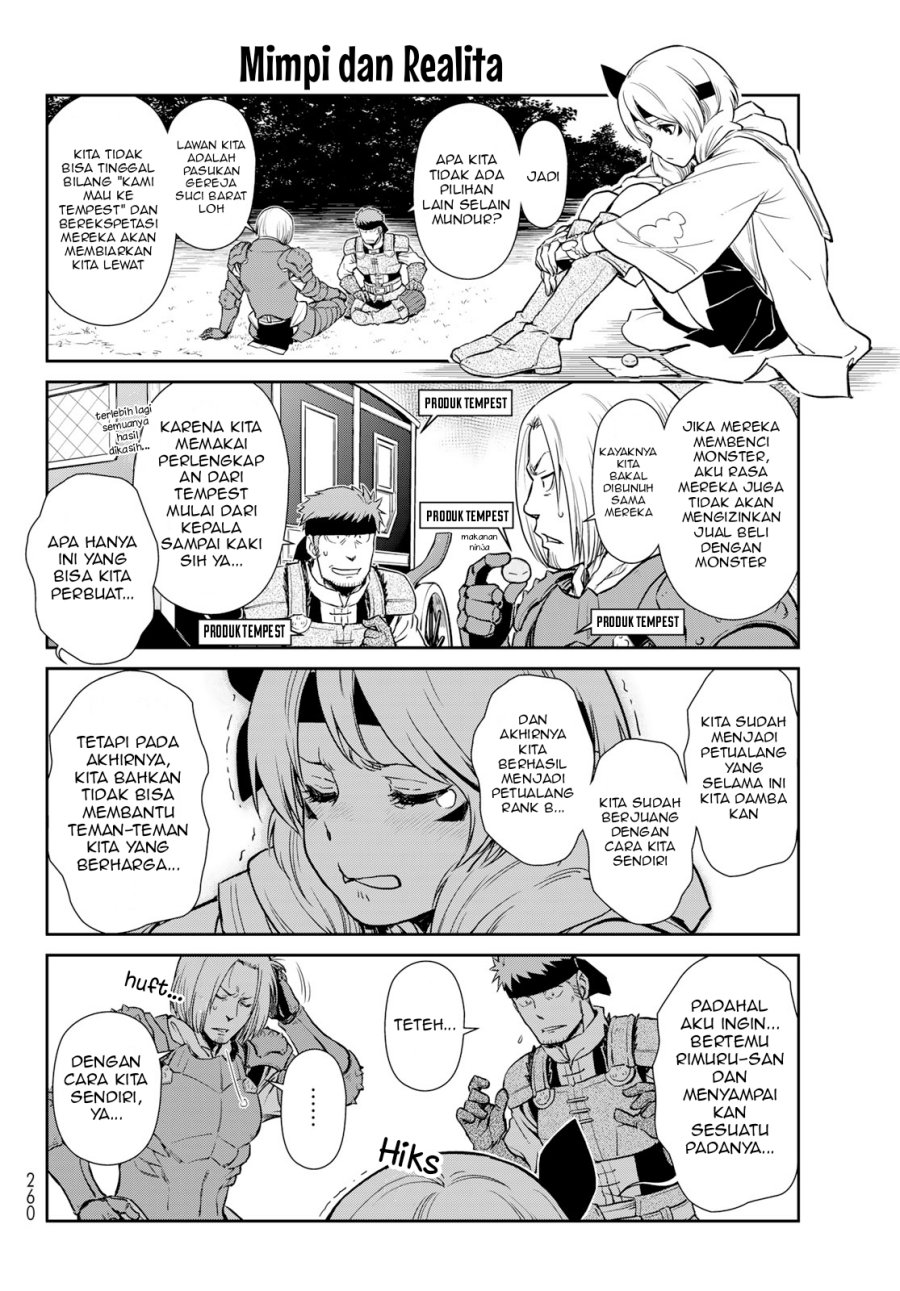 Mimpi dan Realita
JADI
APA KITA
TIDAK ADA
PILIHAN
LAIN SELAIN
MUNDUR?
LAWAN KITA
ADALAH
PASUKAN
GEREJA
SUCI BARAT
LOH
KITA TIDAK
BISA TINGGAL
BILANG "KAMI
MAU KE
TEMPEST" DAN
BEREKSPETASI
MEREKA AKAN
MEMBIARKAN
KITA LEWAT
JIKA MEREKA
MEMBENCI
MONSTER,
AKU RASA
MEREKA JUGA
TIDAK AKAN
MENGIZINKAN
JUAL BELI
DENGAN
MONSTER
KAYAKNYA
KITA
BAKAL
DIBUNUH
SAMA
MEREKA
PRODUK TEMPEST
PRODUK TEMPEST
makanan
ninja
PRODUK TEMPEST
PRODUK TEMPEST
KARENA KITA
MEMAKAI
PERLENGKAP
AN DARI
TEMPEST
MULAI DARI
KEPALA
SAMPAI KAKI
SIH YA...
terlebih lagi
semuanya
hasil
dikasih...
APA HANYA
INI YANG
BISA KITA
PERBUAT...
KITA SUDAH
MENJADI
PETUALANG
YANG
SELAMA INI
KITA DAMBA
KAN
KITA SUDAH
BERJUANG
DENGAN
CARA KITA
SENDIRI
DAN
AKHIRNYA
KITA
BERHASIL
MENJADI
PETUALANG
RANK B...
TETAPI PADA
AKHIRNYA,
KITA BAHKAN
TIDAK BISA
MEMBANTU
TEMAN-TEMAN
KITA YANG
BERHARGA...
PADAHAL
AKU INGIN...
BERTEMU
RIMURU-SAN
DAN
MENYAMPAI
KAN
SESUATU
PADANYA...
TETEH...
Hiks
......
huft...
DENGAN
CARA KITA
SENDIRI,
YA...
260